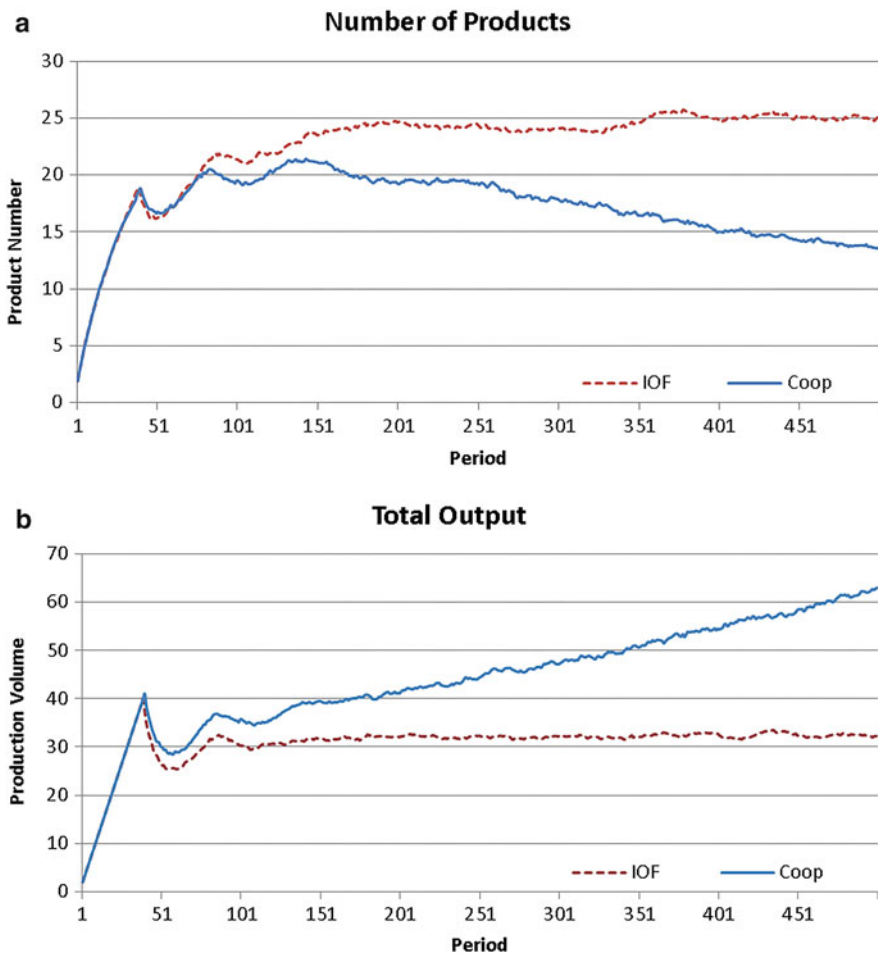 a
Number of Products
30
25
20
15
10
5
0
Product Number
IOF
Coop
1 51 101 151 201 251 301 351 401 451
Period
b
Total Output
70
60
50
40
30
20
10
0
Production Volume
IOF
Coop
1 51 101 151 201 251 301 351 401 451
Period